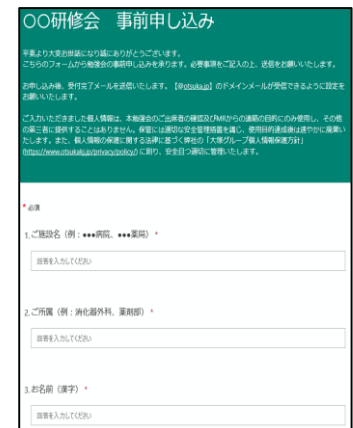 ○○研修会　事前申し込み
平素より大変お世話になり誠にありがとうございます。
こちらのフォームから勉強会の事前申し込みを承ります。必要事項をご記入の上、送信をお願いいたします。
お申し込み後、受付完了メールを送信いたします。【@otsuka.jp】のドメインメールが受信できるように設定を
お願いいたします。
ご入力いただきました個人情報は、本勉強会のご出席者の確認及びMRからの連絡の目的にのみ使用し、その他
の第三者に提供することはありません。保管には適切な安全管理措置を講じ、使用目的達成後は速やかに廃棄い
たします。また、個人情報の保護に関する法律に基づく弊社の「大塚グループ個人情報保護方針」
に則り、安全且つ適切に管理いたします。
* 必須
1. ご施設名（例：●●●病院、●●●薬局） *
回答を入力してください
2. ご所属（例：消化器外科、薬剤部） *
回答を入力してください
3. お名前（漢字） *
回答を入力してください